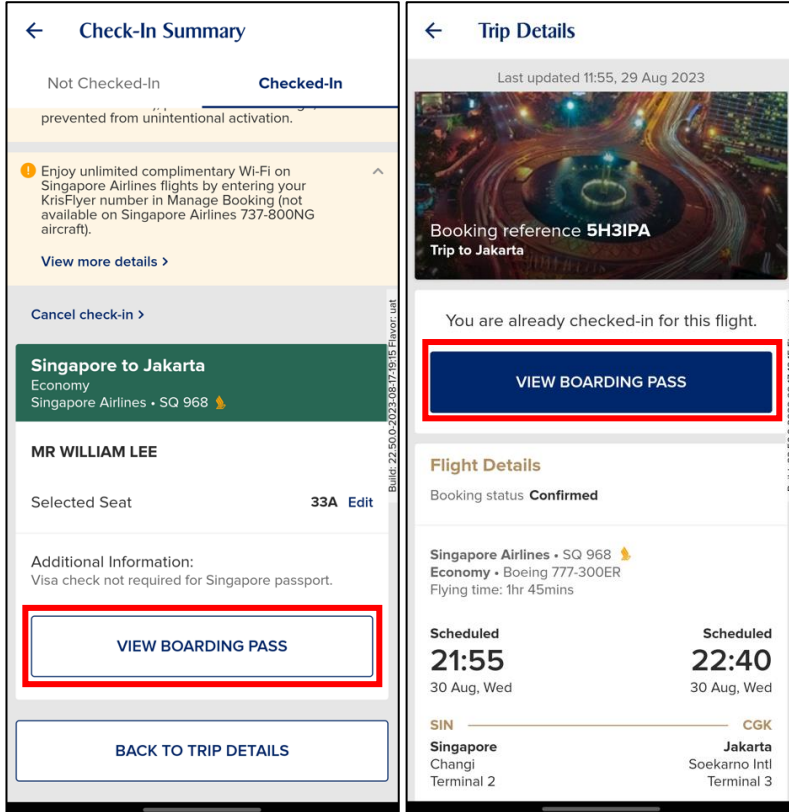 Check-In Summary
Not Checked-In
Checked-In
prevented from unintentional activation.
Enjoy unlimited complimentary Wi-Fi on
Singapore Airlines flights by entering your
KrisFlyer number in Manage Booking (not
available on Singapore Airlines 737-800NG
aircraft).
View more details >
Cancel check-in >
Singapore to Jakarta
Economy
Singapore Airlines • SQ 968
MR WILLIAM LEE
Selected Seat 33A Edit
Additional Information:
Visa check not required for Singapore passport.
VIEW BOARDING PASS
BACK TO TRIP DETAILS
Build: 22.50.0-2023-08-17-19:15 Flavor: uat
Trip Details
Last updated 11:55, 29 Aug 2023
Booking reference 5H3IPA
Trip to Jakarta
You are already checked-in for this flight.
VIEW BOARDING PASS
Flight Details
Booking status Confirmed
Singapore Airlines • SQ 968
Economy • Boeing 777-300ER
Flying time: 1hr 45mins
Scheduled Scheduled
21:55 22:40
30 Aug, Wed 30 Aug, Wed
SIN CGK
Singapore Jakarta
Changi Soekarno Intl
Terminal 2 Terminal 3